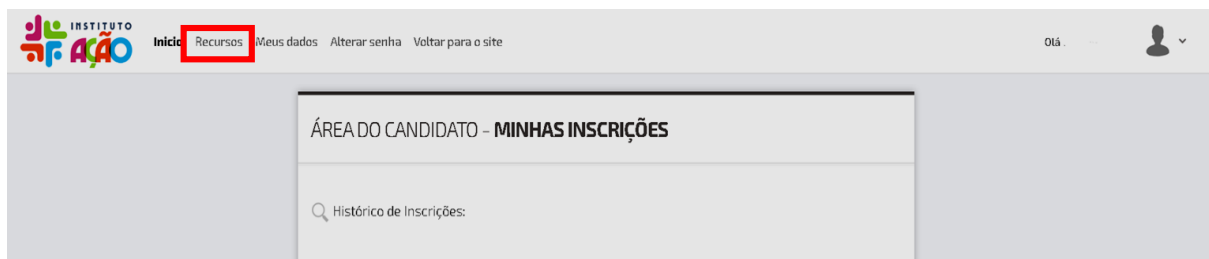 INSTITUTO
AÇÃO
Inicio Recursos Meus dados Alterar senha Voltar para o site
Olá
ÁREA DO CANDIDATO - MINHAS INSCRIÇÕES
Histórico de Inscrições: